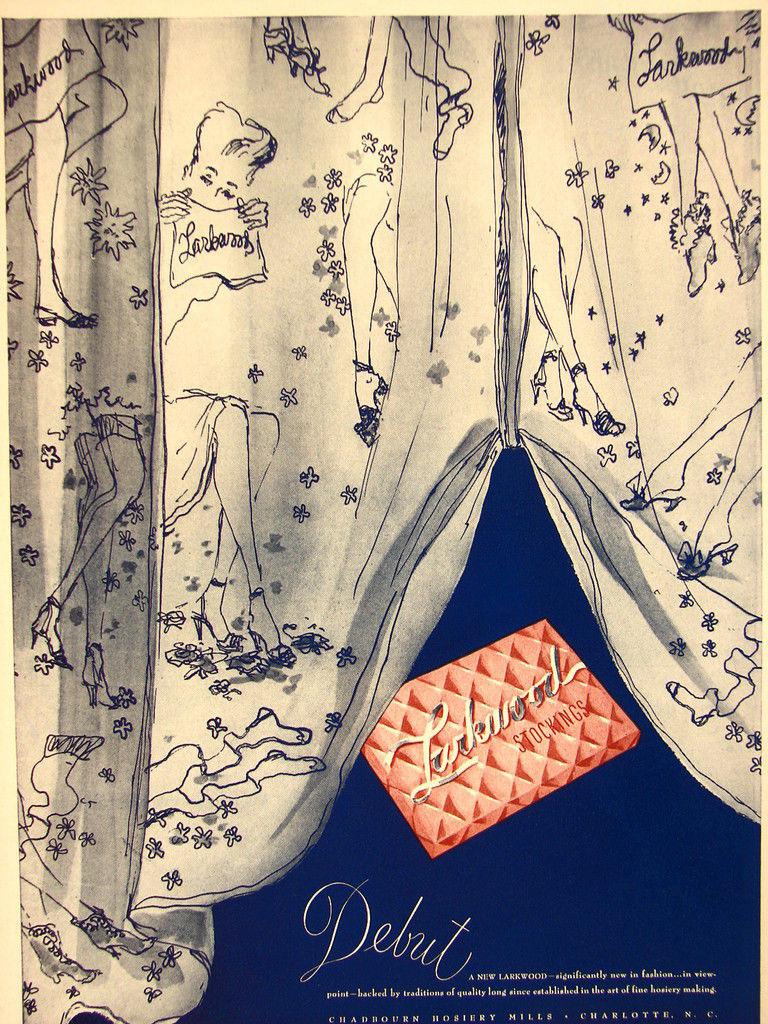 Larkwood
Larkwood
Larkwood
Larkwood
STOCKINGS
Debut
A NEW LARKWOOD—significantly new in fashion...in view-
point—backed by traditions of quality long since established in the art of fine hosiery making.
CHADBOURN HOSIERY MILLS • CHARLOTTE, N. C.